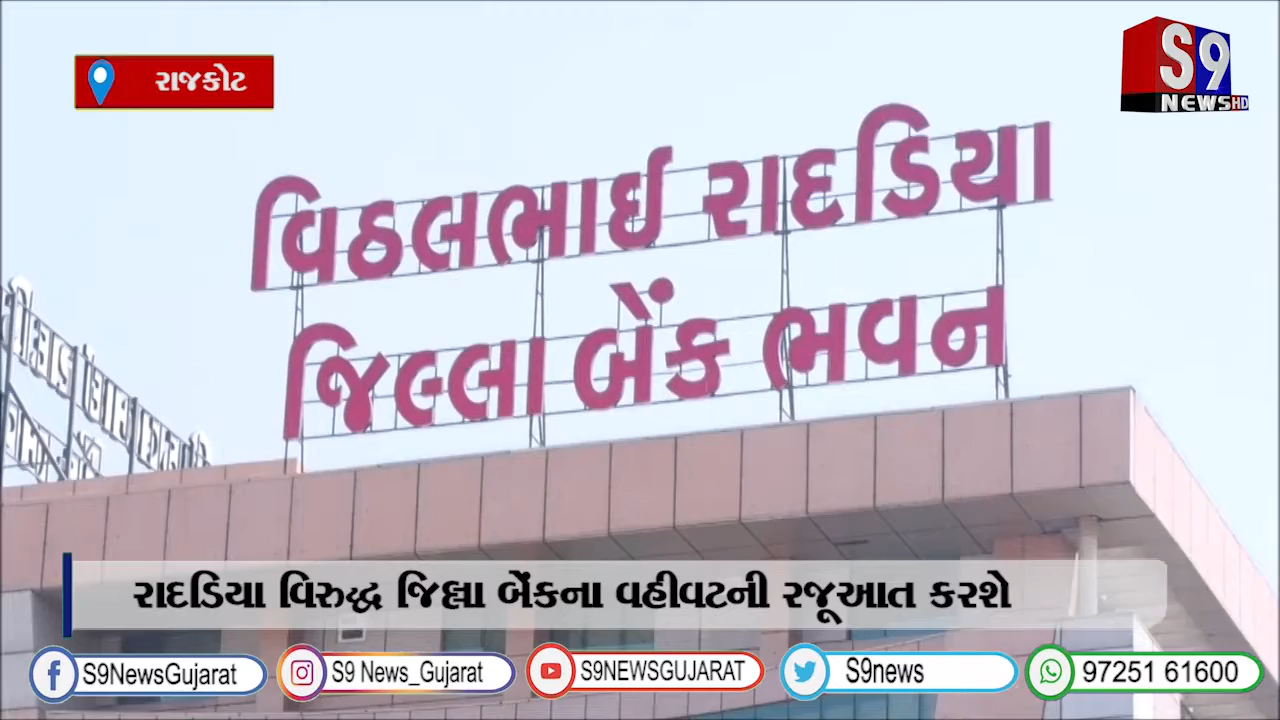 રાજકોટ
S9
NEWS HD
વિઠલભાઈ રાદડિયા
જિલ્લા બેંક ભવન
રાદડિયા વિરુદ્ધ જિલ્લા બેંકના વહીવટની રજૂઆત કરશે
S9NewsGujarat
S9 News_Gujarat
S9NEWSGUJARAT
S9news
97251 61600